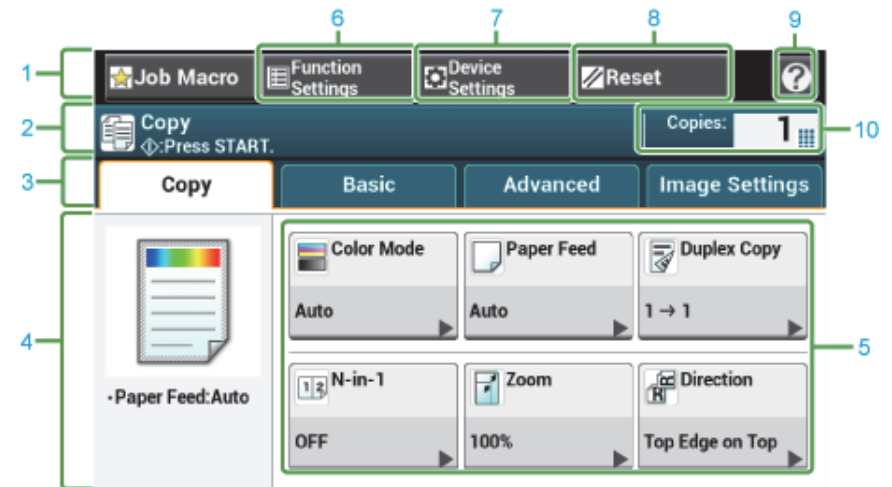 6 7 8 9
1
Job Macro
Function
Settings
Device
Settings
Reset
?
2
Copy
:Press START.
Copies:
1
10
3
Copy Basic Advanced Image Settings
4
•Paper Feed:Auto
Color Mode
Auto
Paper Feed
Auto
Duplex Copy
1 → 1
5
1 2 N-in-1
OFF
Zoom
100%
R R Direction
Top Edge on Top